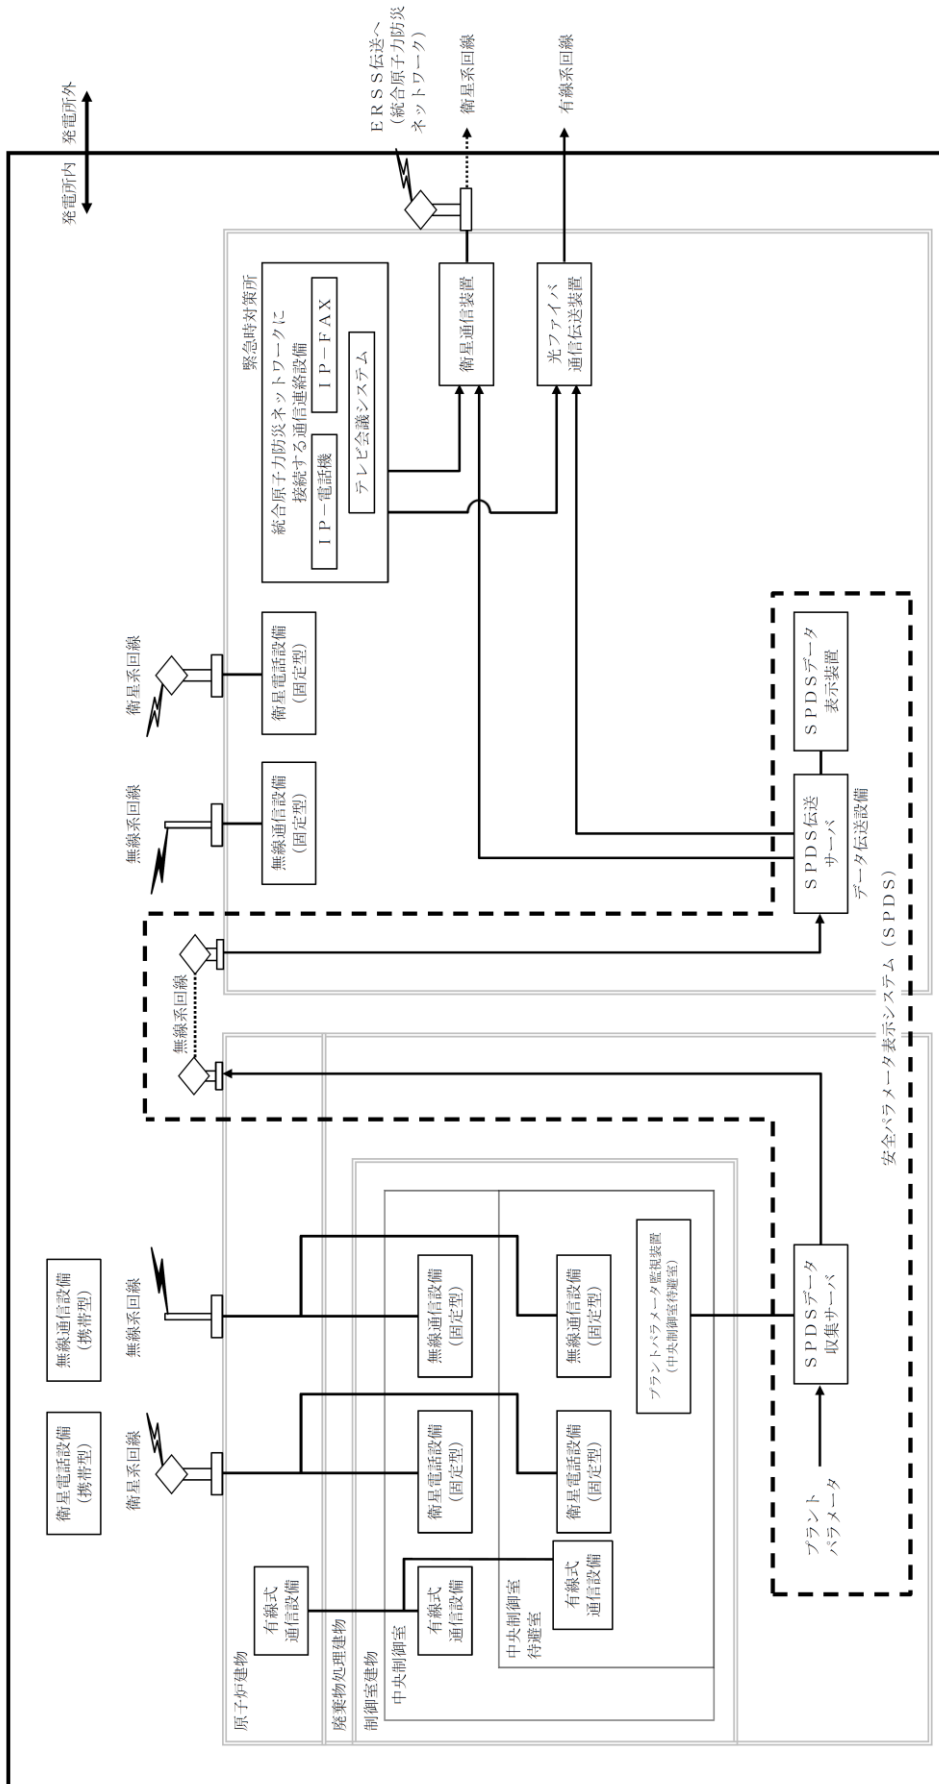 発電所内
発電所外
ERSS伝送へ
(統合原子力防災
ネットワーク)
衛星系回線
有線系回線
緊急時対策所
統合原子力防災ネットワークに
接続する通信連絡設備
IP-電話機
IP-FAX
テレビ会議システム
衛星通信装置
光ファイバ
通信伝送装置
衛星系回線
衛星電話設備
(固定型)
無線系回線
無線通信設備
(固定型)
無線系回線
SPDSデータ
表示装置
SPDS伝送
サーバ
データ伝送設備
安全パラメータ表示システム(SPDS)
無線通信設備
(携帯型)
無線系回線
衛星電話設備
(携帯型)
衛星系回線
原子炉建物
有線式
通信設備
廃棄物処理建物
制御室建物
中央制御室
有線式
通信設備
衛星電話設備
(固定型)
無線通信設備
(固定型)
中央制御室
待避室
有線式
通信設備
衛星電話設備
(固定型)
無線通信設備
(固定型)
プラントパラメータ監視装置
(中央制御室待避室)
プラント
パラメータ
SPDSデータ
収集サーバ